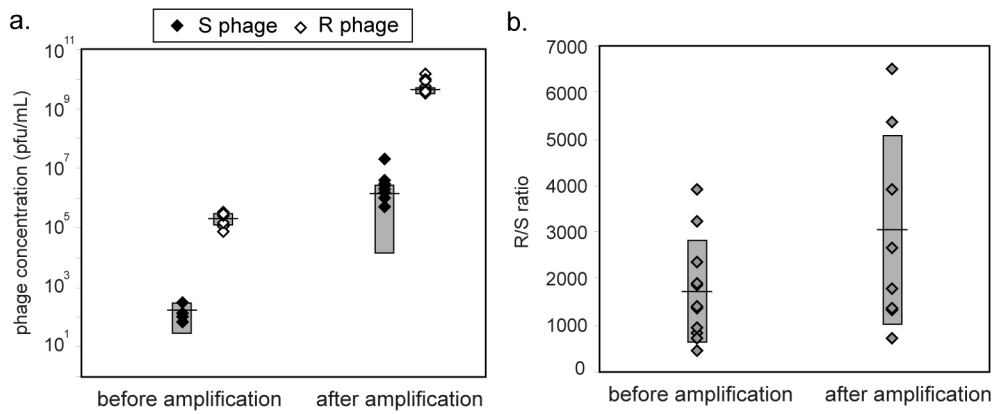 a.
S phage R phage
phage concentration (pfu/mL)
10^11
10^9
10^7
10^5
10^3
10^1
before amplification after amplification
b.
R/S ratio
7000
6000
5000
4000
3000
2000
1000
0
before amplification after amplification